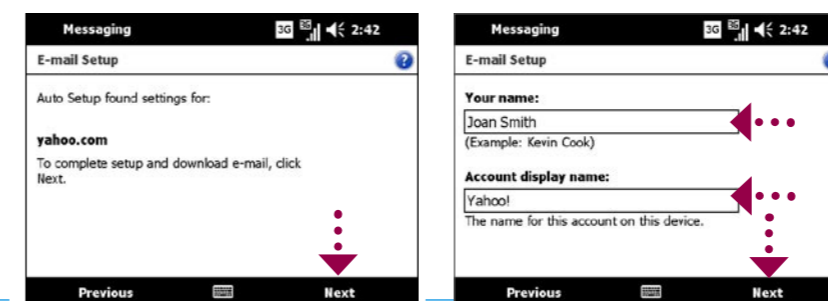 Messaging 3G 3G 2:42
E-mail Setup ?
Auto Setup found settings for:
yahoo.com
To complete setup and download e-mail, click
Next.
Previous Next
Messaging 3G 3G 2:42
E-mail Setup
Your name:
Joan Smith
(Example: Kevin Cook)
Account display name:
Yahoo!
The name for this account on this device.
Previous Next